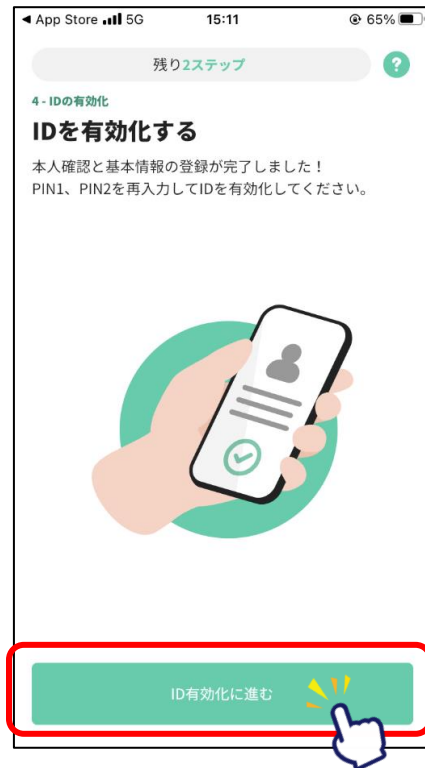 ◀ App Store 5G 15:11 65%
残り2ステップ ?
4 - IDの有効化
IDを有効化する
本人確認と基本情報の登録が完了しました！
PIN1、PIN2を再入力してIDを有効化してください。
ID有効化に進む